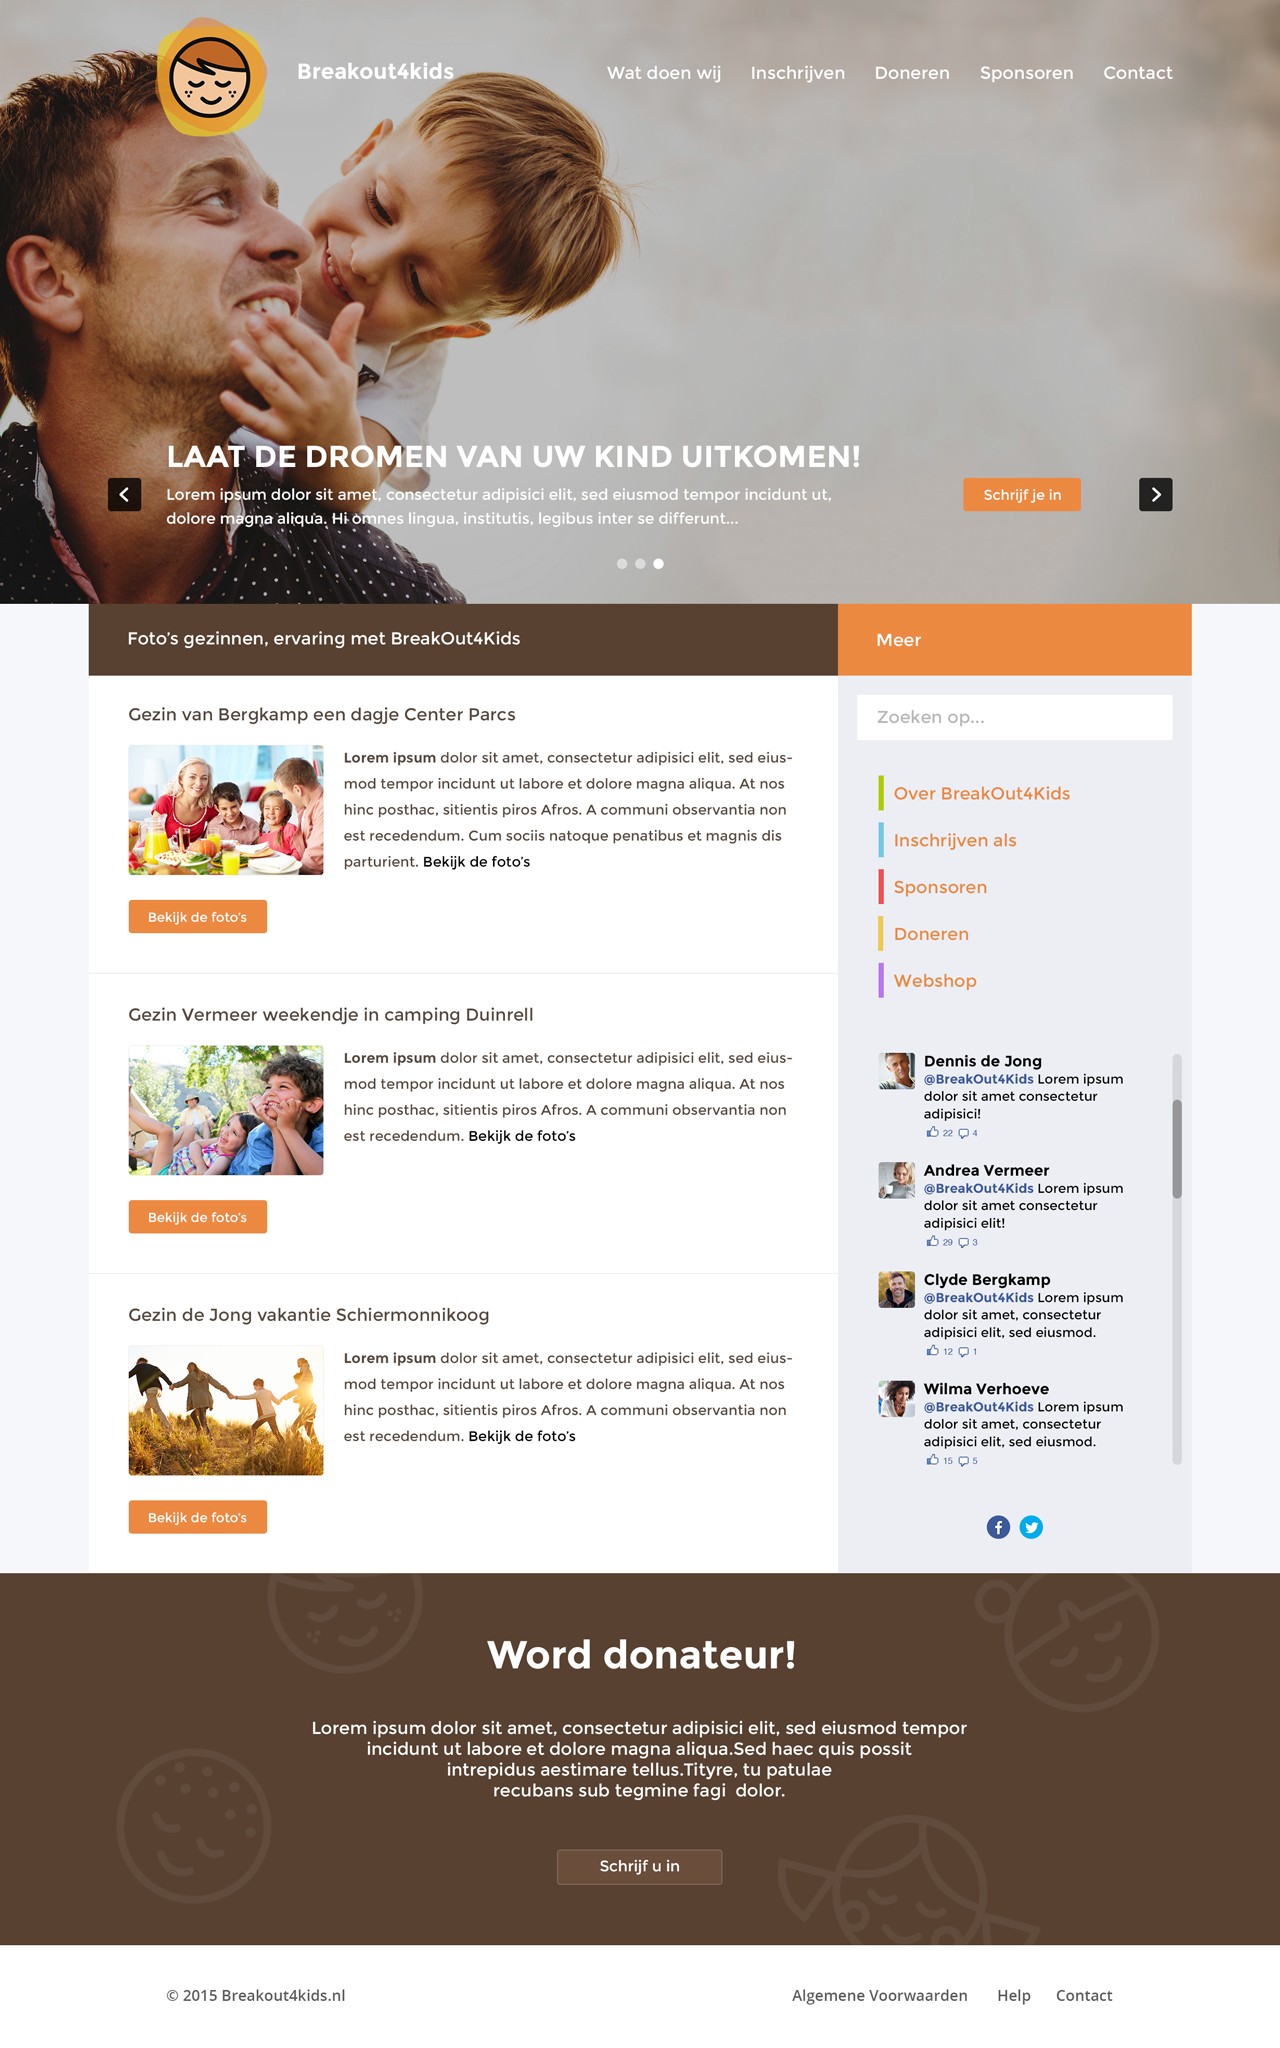 Breakout4kids
Wat doen wij Inschrijven Doneren Sponsoren Contact
LAAT DE DROMEN VAN UW KIND UITKOMEN!
Lorem ipsum dolor sit amet, consectetur adipisici elit, sed eiusmod tempor incidunt ut,
dolore magna aliqua. Hi omnes lingua, institutis, legibus inter se differunt...
Schrijf je in
Foto's gezinnen, ervaring met BreakOut4Kids
Gezin van Bergkamp een dagje Center Parcs
Lorem ipsum dolor sit amet, consectetur adipisici elit, sed eius-
mod tempor incidunt ut labore et dolore magna aliqua. At nos
hinc posthac, sitientis piros Afros. A communi observantia non
est recedendum. Cum sociis natoque penatibus et magnis dis
parturient. Bekijk de foto's
Bekijk de foto's
Gezin Vermeer weekendje in camping Duinrell
Lorem ipsum dolor sit amet, consectetur adipisici elit, sed eius-
mod tempor incidunt ut labore et dolore magna aliqua. At nos
hinc posthac, sitientis piros Afros. A communi observantia non
est recedendum. Bekijk de foto's
Bekijk de foto's
Gezin de Jong vakantie Schiermonnikoog
Lorem ipsum dolor sit amet, consectetur adipisici elit, sed eius-
mod tempor incidunt ut labore et dolore magna aliqua. At nos
hinc posthac, sitientis piros Afros. A communi observantia non
est recedendum. Bekijk de foto's
Bekijk de foto's
Meer
Zoeken op...
Over BreakOut4Kids
Inschrijven als
Sponsoren
Doneren
Webshop
Dennis de Jong
@BreakOut4Kids Lorem ipsum
dolor sit amet consectetur
adipisici!
22 4
Andrea Vermeer
@BreakOut4Kids Lorem ipsum
dolor sit amet consectetur
adipisici elit!
29 3
Clyde Bergkamp
@BreakOut4Kids Lorem ipsum
dolor sit amet, consectetur
adipisici elit, sed eiusmod.
12 1
Wilma Verhoeve
@BreakOut4Kids Lorem ipsum
dolor sit amet, consectetur
adipisici elit, sed eiusmod.
15 5
Word donateur!
Lorem ipsum dolor sit amet, consectetur adipisici elit, sed eiusmod tempor
incidunt ut labore et dolore magna aliqua.Sed haec quis possit
intrepidus aestimare tellus.Tityre, tu patulae
recubans sub tegmine fagi  dolor.
Schrijf u in
© 2015 Breakout4kids.nl
Algemene Voorwaarden Help Contact